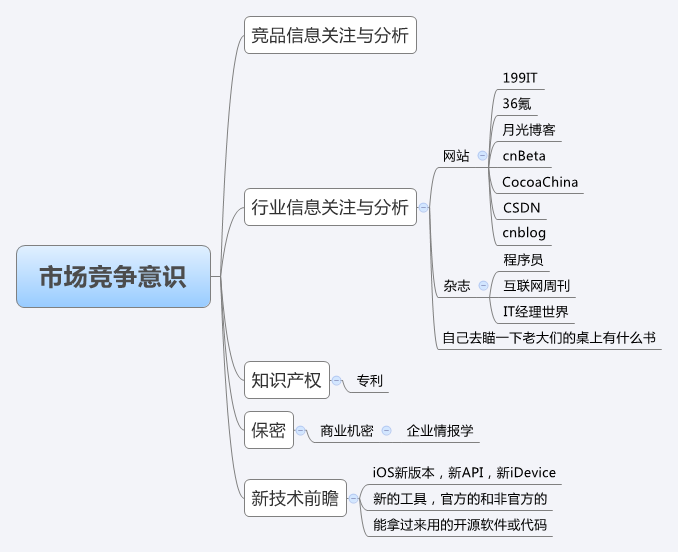 市场竞争意识
竞品信息关注与分析
行业信息关注与分析
网站
199IT
36氪
月光博客
cnBeta
CocoaChina
CSDN
cnblog
杂志
程序员
互联网周刊
IT经理世界
自己去瞄一下老大们的桌上有什么书
知识产权
专利
保密
商业机密
企业情报学
新技术前瞻
iOS新版本，新API，新iDevice
新的工具，官方的和非官方的
能拿过来用的开源软件或代码